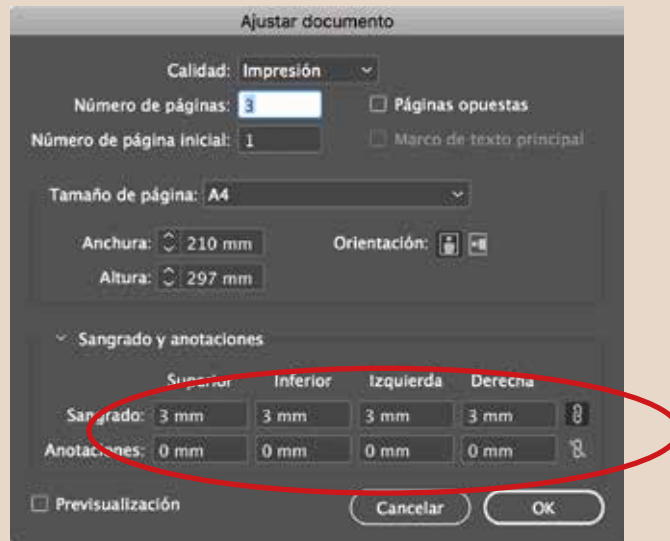 Ajustar documento
Calidad: Impresión
Número de páginas: 3 Páginas opuestas
Número de página inicial: 1 Marco de texto principal
Tamaño de página: A4
Anchura: 210 mm Orientación:
Altura: 297 mm
Sangrado y anotaciones
Superior Inferior Izquierda Derecha
Sangrado: 3 mm 3 mm 3 mm 3 mm
Anotaciones: 0 mm 0 mm 0 mm 0 mm
Previsualización Cancelar OK